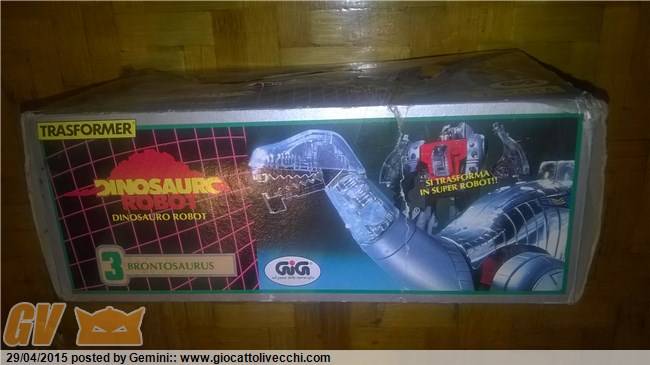 TRASFORMER
DINOSAURO
ROBOT
DINOSAURO ROBOT
3 BRONTOSAURUS
SI TRASFORMA
IN SUPER ROBOT!!
GiG
GV
29/04/2015 posted by Gemini:: www.giocattolivecchi.com